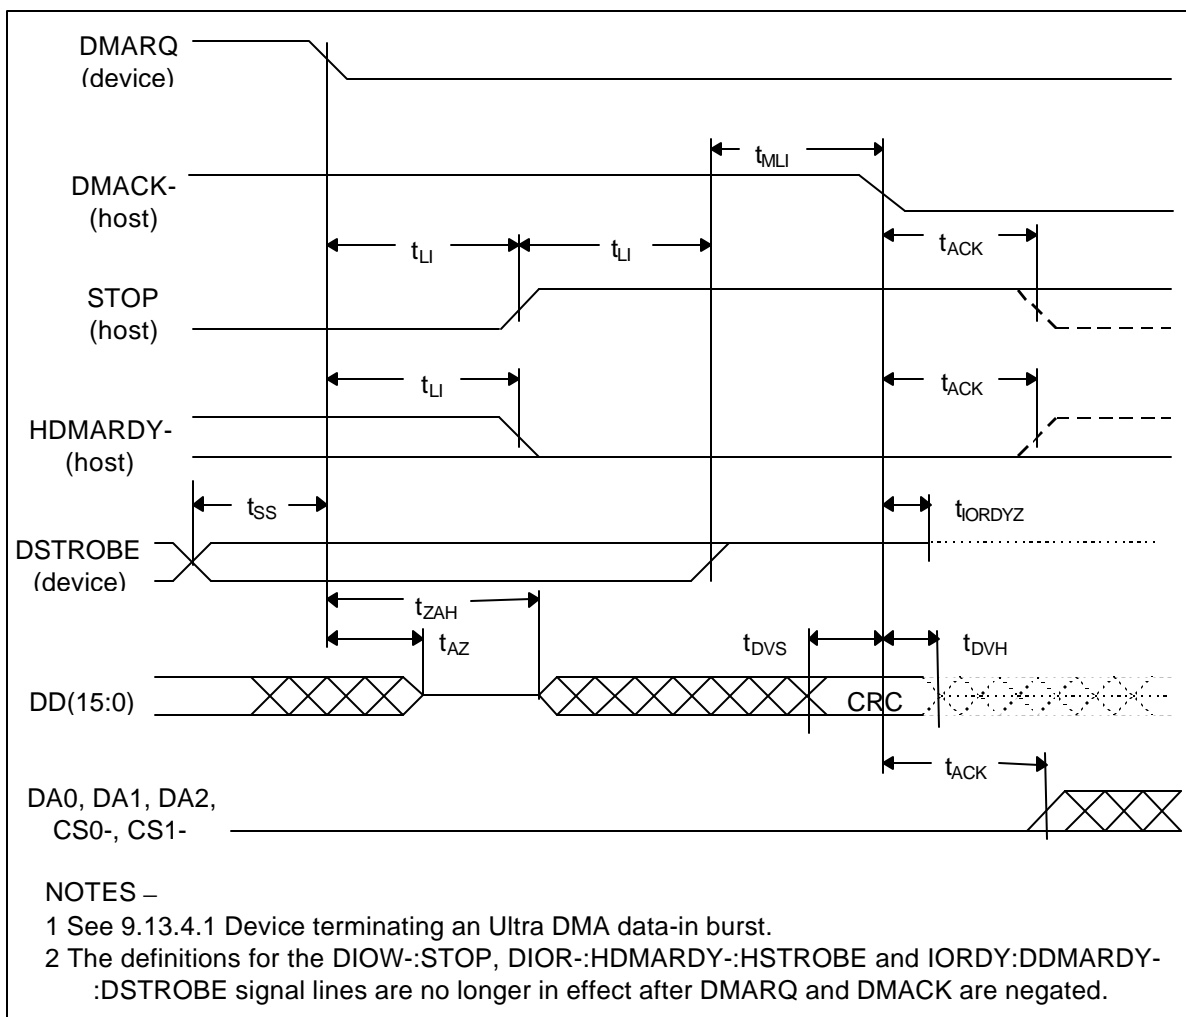 DMARQ
(device)
tMLI
DMACK-
(host)
tLI
tLI
tACK
STOP
(host)
tLI
tACK
HDMARDY-
(host)
tSS
tIORDYZ
DSTROBE
(device)
tZAH
tAZ
tDVS
tDVH
DD(15:0)
CRC
tACK
DA0, DA1, DA2,
CS0-, CS1-
NOTES –
1 See 9.13.4.1 Device terminating an Ultra DMA data-in burst.
2 The definitions for the DIOW-:STOP, DIOR-:HDMARDY-:HSTROBE and IORDY:DDMARDY-
:DSTROBE signal lines are no longer in effect after DMARQ and DMACK are negated.